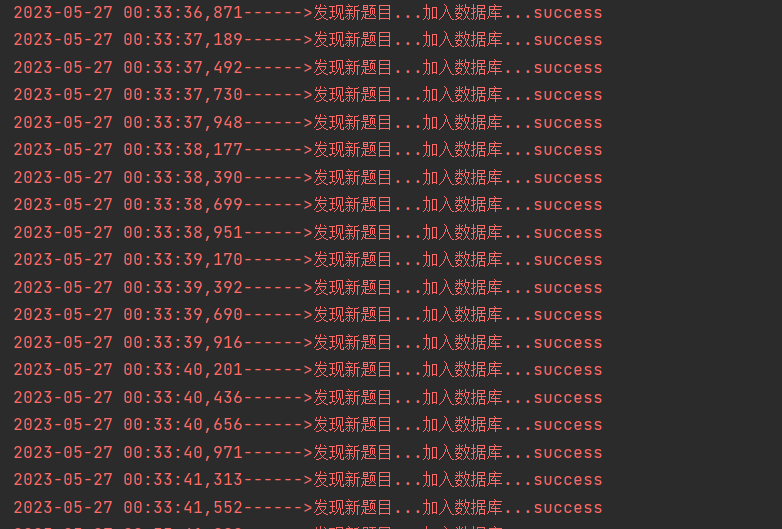 2023-05-27 00:33:36,871------>发现新题目...加入数据库...success
2023-05-27 00:33:37,189------>发现新题目...加入数据库...success
2023-05-27 00:33:37,492------>发现新题目...加入数据库...success
2023-05-27 00:33:37,730------>发现新题目...加入数据库...success
2023-05-27 00:33:37,948------>发现新题目...加入数据库...success
2023-05-27 00:33:38,177------>发现新题目...加入数据库...success
2023-05-27 00:33:38,390------>发现新题目...加入数据库...success
2023-05-27 00:33:38,699------>发现新题目...加入数据库...success
2023-05-27 00:33:38,951------>发现新题目...加入数据库...success
2023-05-27 00:33:39,170------>发现新题目...加入数据库...success
2023-05-27 00:33:39,392------>发现新题目...加入数据库...success
2023-05-27 00:33:39,690------>发现新题目...加入数据库...success
2023-05-27 00:33:39,916------>发现新题目...加入数据库...success
2023-05-27 00:33:40,201------>发现新题目...加入数据库...success
2023-05-27 00:33:40,436------>发现新题目...加入数据库...success
2023-05-27 00:33:40,656------>发现新题目...加入数据库...success
2023-05-27 00:33:40,971------>发现新题目...加入数据库...success
2023-05-27 00:33:41,313------>发现新题目...加入数据库...success
2023-05-27 00:33:41,552------>发现新题目...加入数据库...success